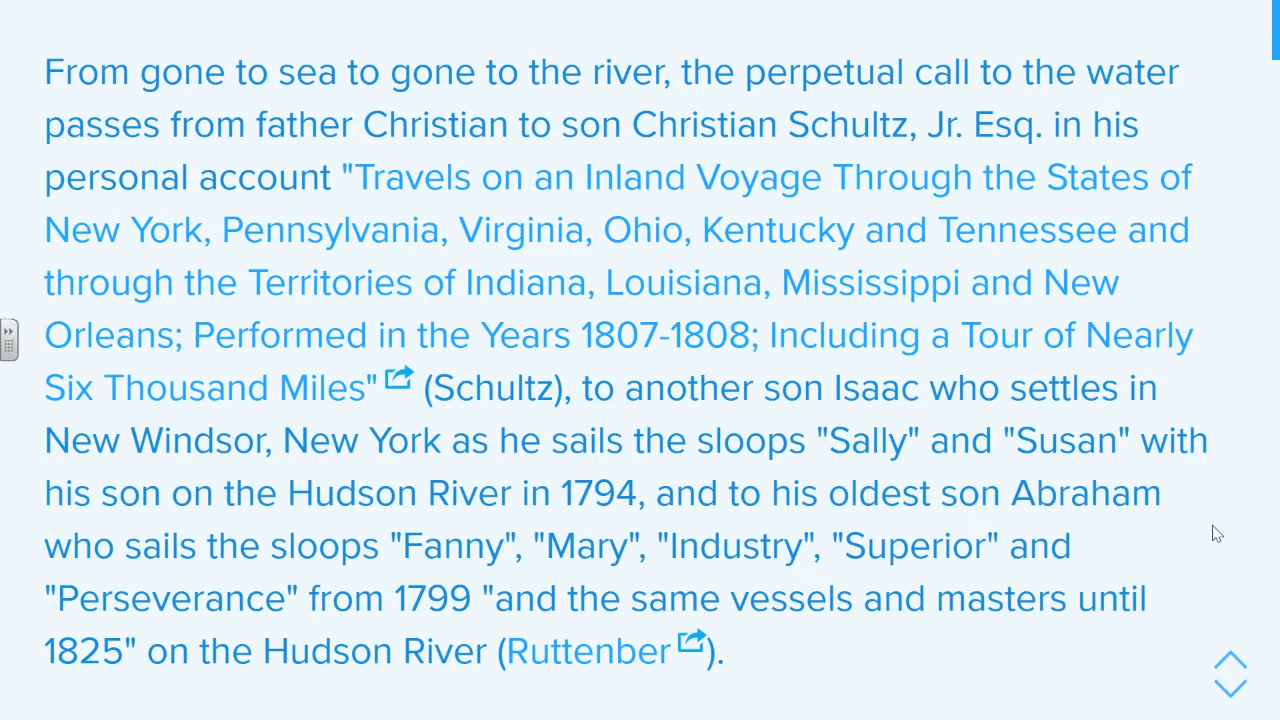 From gone to sea to gone to the river, the perpetual call to the water
passes from father Christian to son Christian Schultz, Jr. Esq. in his
personal account "Travels on an Inland Voyage Through the States of
New York, Pennsylvania, Virginia, Ohio, Kentucky and Tennessee and
through the Territories of Indiana, Louisiana, Mississippi and New
Orleans; Performed in the Years 1807-1808; Including a Tour of Nearly
Six Thousand Miles" (Schultz), to another son Isaac who settles in
New Windsor, New York as he sails the sloops "Sally" and "Susan" with
his son on the Hudson River in 1794, and to his oldest son Abraham
who sails the sloops "Fanny", "Mary", "Industry", "Superior" and
"Perseverance" from 1799 "and the same vessels and masters until
1825" on the Hudson River (Ruttenber).